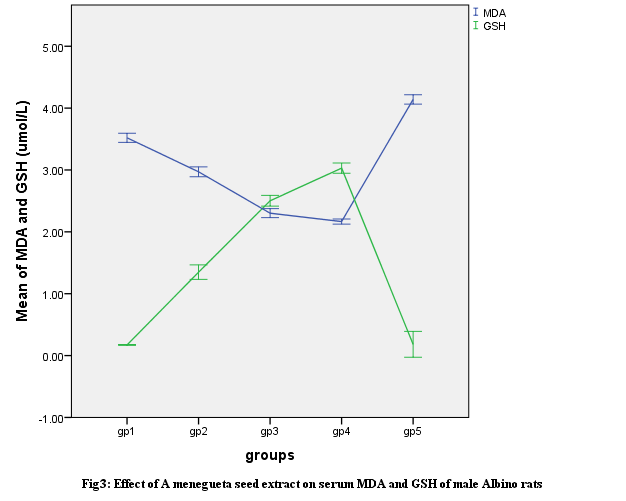 MDA
GSH
5.00
4.00
3.00
2.00
1.00
0.00
-1.00
Mean of MDA and GSH (umol/L)
gp1 gp2 gp3 gp4 gp5
groups
Fig3: Effect of A menegueta seed extract on serum MDA and GSH of male Albino rats